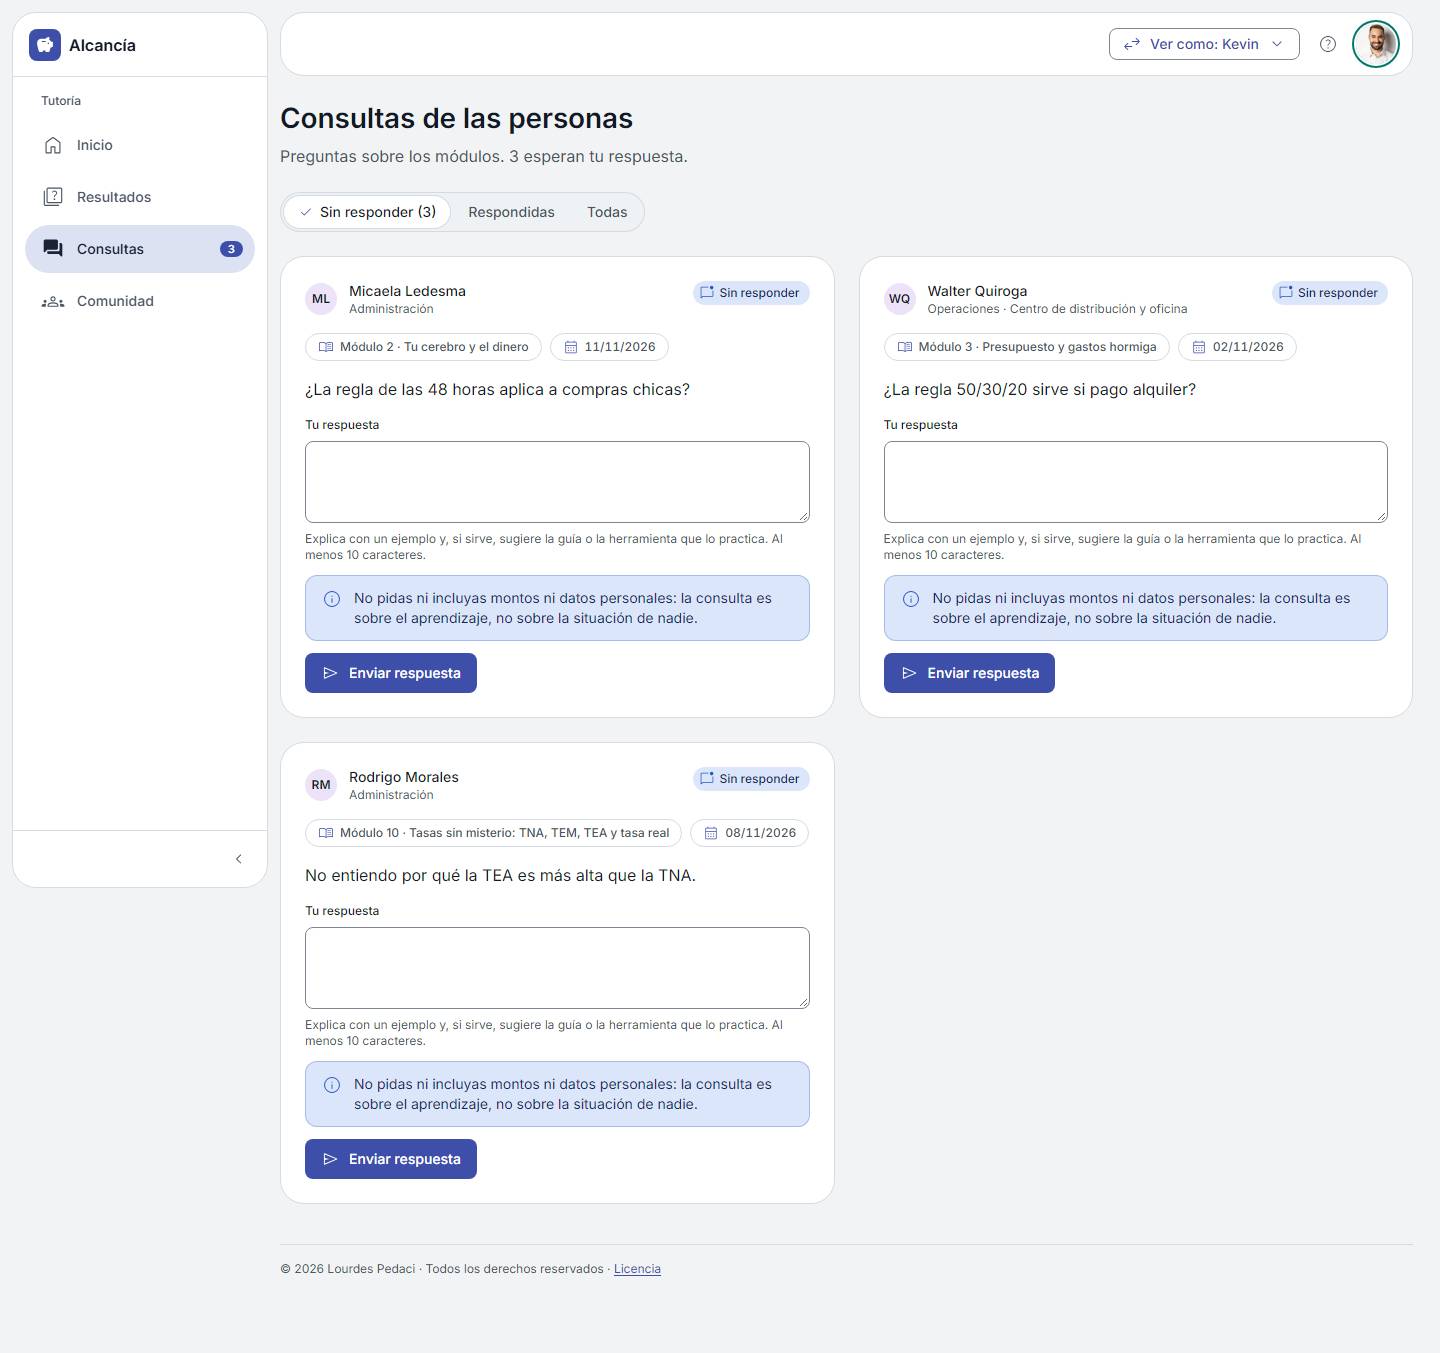 Alcancía
Ver como: Kevin
Tutoría
Inicio
Resultados
Consultas
3
Comunidad
Consultas de las personas
Preguntas sobre los módulos. 3 esperan tu respuesta.
Sin responder (3)
Respondidas
Todas
ML
Micaela Ledesma
Administración
Sin responder
Módulo 2 · Tu cerebro y el dinero
11/11/2026
¿La regla de las 48 horas aplica a compras chicas?
Tu respuesta
Explica con un ejemplo y, si sirve, sugiere la guía o la herramienta que lo practica. Al
menos 10 caracteres.
No pidas ni incluyas montos ni datos personales: la consulta es
sobre el aprendizaje, no sobre la situación de nadie.
Enviar respuesta
WQ
Walter Quiroga
Operaciones · Centro de distribución y oficina
Sin responder
Módulo 3 · Presupuesto y gastos hormiga
02/11/2026
¿La regla 50/30/20 sirve si pago alquiler?
Tu respuesta
Explica con un ejemplo y, si sirve, sugiere la guía o la herramienta que lo practica. Al
menos 10 caracteres.
No pidas ni incluyas montos ni datos personales: la consulta es
sobre el aprendizaje, no sobre la situación de nadie.
Enviar respuesta
RM
Rodrigo Morales
Administración
Sin responder
Módulo 10 · Tasas sin misterio: TNA, TEM, TEA y tasa real
08/11/2026
No entiendo por qué la TEA es más alta que la TNA.
Tu respuesta
Explica con un ejemplo y, si sirve, sugiere la guía o la herramienta que lo practica. Al
menos 10 caracteres.
No pidas ni incluyas montos ni datos personales: la consulta es
sobre el aprendizaje, no sobre la situación de nadie.
Enviar respuesta
© 2026 Lourdes Pedaci · Todos los derechos reservados · Licencia